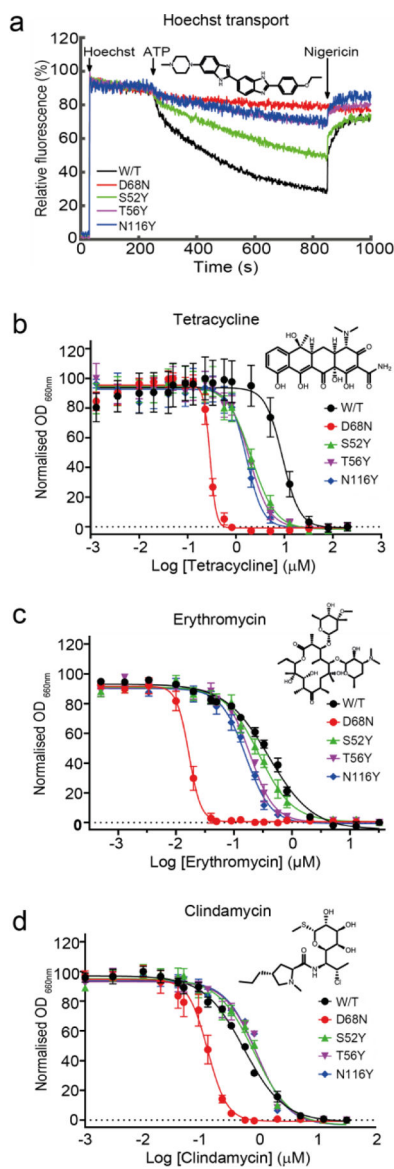 a
Hoechst transport
Hoechst ATP Nigericin
Relative fluorescence (%)
100
80
60
40
20
0
W/T
D68N
S52Y
T56Y
N116Y
0 200 400 600 800 1000
Time (s)
b
Tetracycline
Normalised OD 660nm
120
100
80
60
40
20
0
W/T
D68N
S52Y
T56Y
N116Y
-3 -2 -1 0 1 2 3
Log [Tetracycline] (µM)
c
Erythromycin
Normalised OD 660nm
120
100
80
60
40
20
0
W/T
D68N
S52Y
T56Y
N116Y
-3 -2 -1 0 1
Log [Erythromycin] (µM)
d
Clindamycin
Normalised OD 660nm
120
100
80
60
40
20
0
W/T
D68N
S52Y
T56Y
N116Y
-3 -2 -1 0 1 2
Log [Clindamycin] (µM)